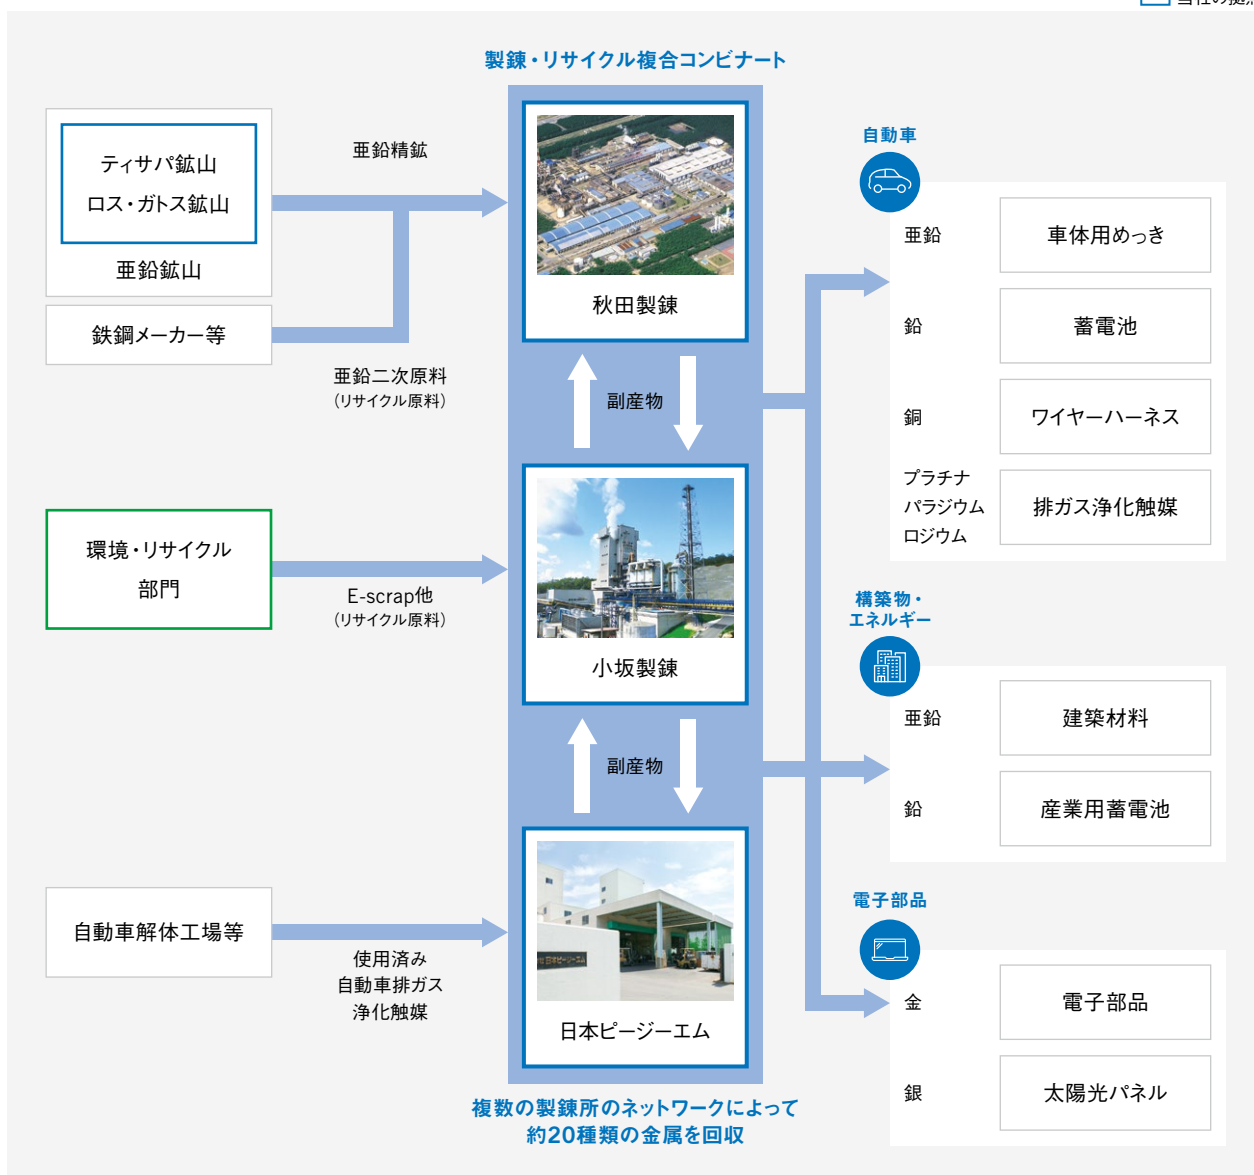 製錬・リサイクル複合コンビナート
ティサパ鉱山
ロス・ガトス鉱山
亜鉛鉱山
鉄鋼メーカー等
亜鉛精鉱
亜鉛二次原料
(リサイクル原料)
環境・リサイクル
部門
E-scrap他
(リサイクル原料)
自動車解体工場等
使用済み
自動車排ガス
浄化触媒
秋田製錬
副産物
小坂製錬
副産物
日本ピージーエム
日本ピージーエム
複数の製錬所のネットワークによって
約20種類の金属を回収
自動車
亜鉛
車体用めっき
鉛
蓄電池
銅
ワイヤーハーネス
プラチナ
パラジウム
ロジウム
排ガス浄化触媒
構築物・
エネルギー
亜鉛
建築材料
鉛
産業用蓄電池
電子部品
金
電子部品
銀
太陽光パネル